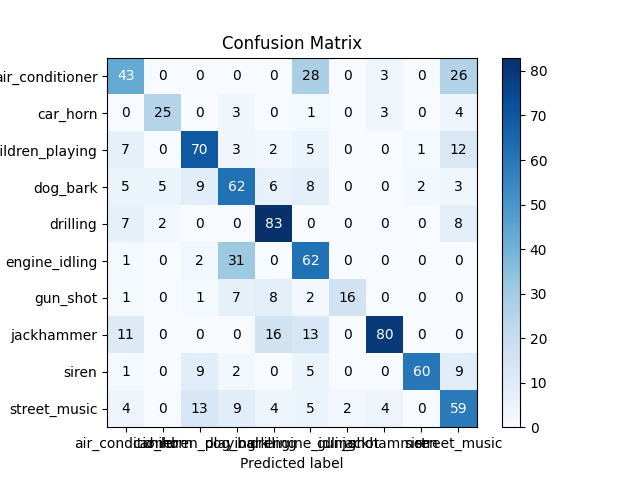 Confusion Matrix
air_conditioner 43 0 0 0 0 28 0 3 0 26
car_horn 0 25 0 3 0 1 0 3 0 4
ildren_playing 7 0 70 3 2 5 0 0 1 12
dog_bark 5 5 9 62 6 8 0 0 2 3
drilling 7 2 0 0 83 0 0 0 0 8
engine_idling 1 0 2 31 0 62 0 0 0 0
gun_shot 1 0 1 7 8 2 16 0 0 0
jackhammer 11 0 0 0 16 13 0 80 0 0
siren 1 0 9 2 0 5 0 0 60 9
street_music 4 0 13 9 4 5 2 4 0 59
80
70
60
50
40
30
20
10
0
street_music
Predicted label